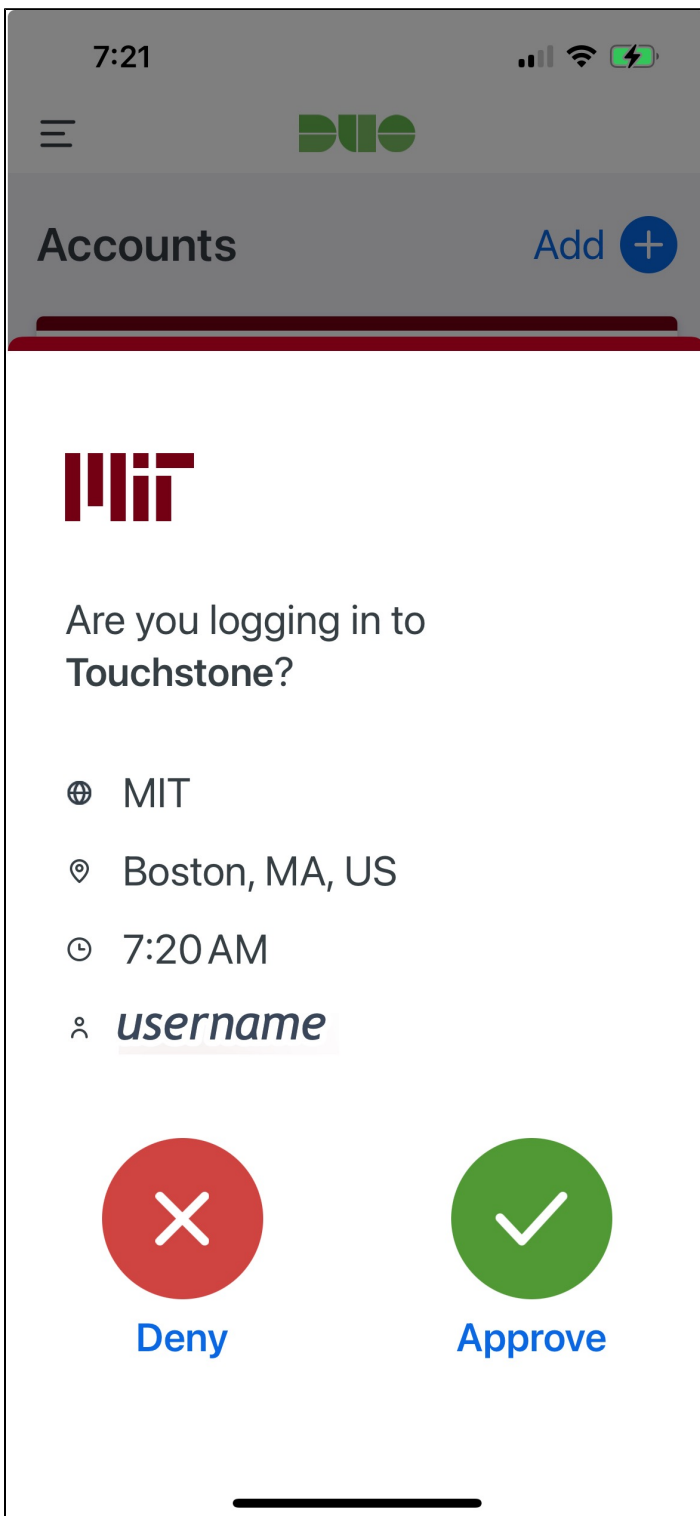 7:21
DUO
Accounts
Add
MIT
Are you logging in to
Touchstone?
MIT
Boston, MA, US
7:20 AM
username
Deny
Approve